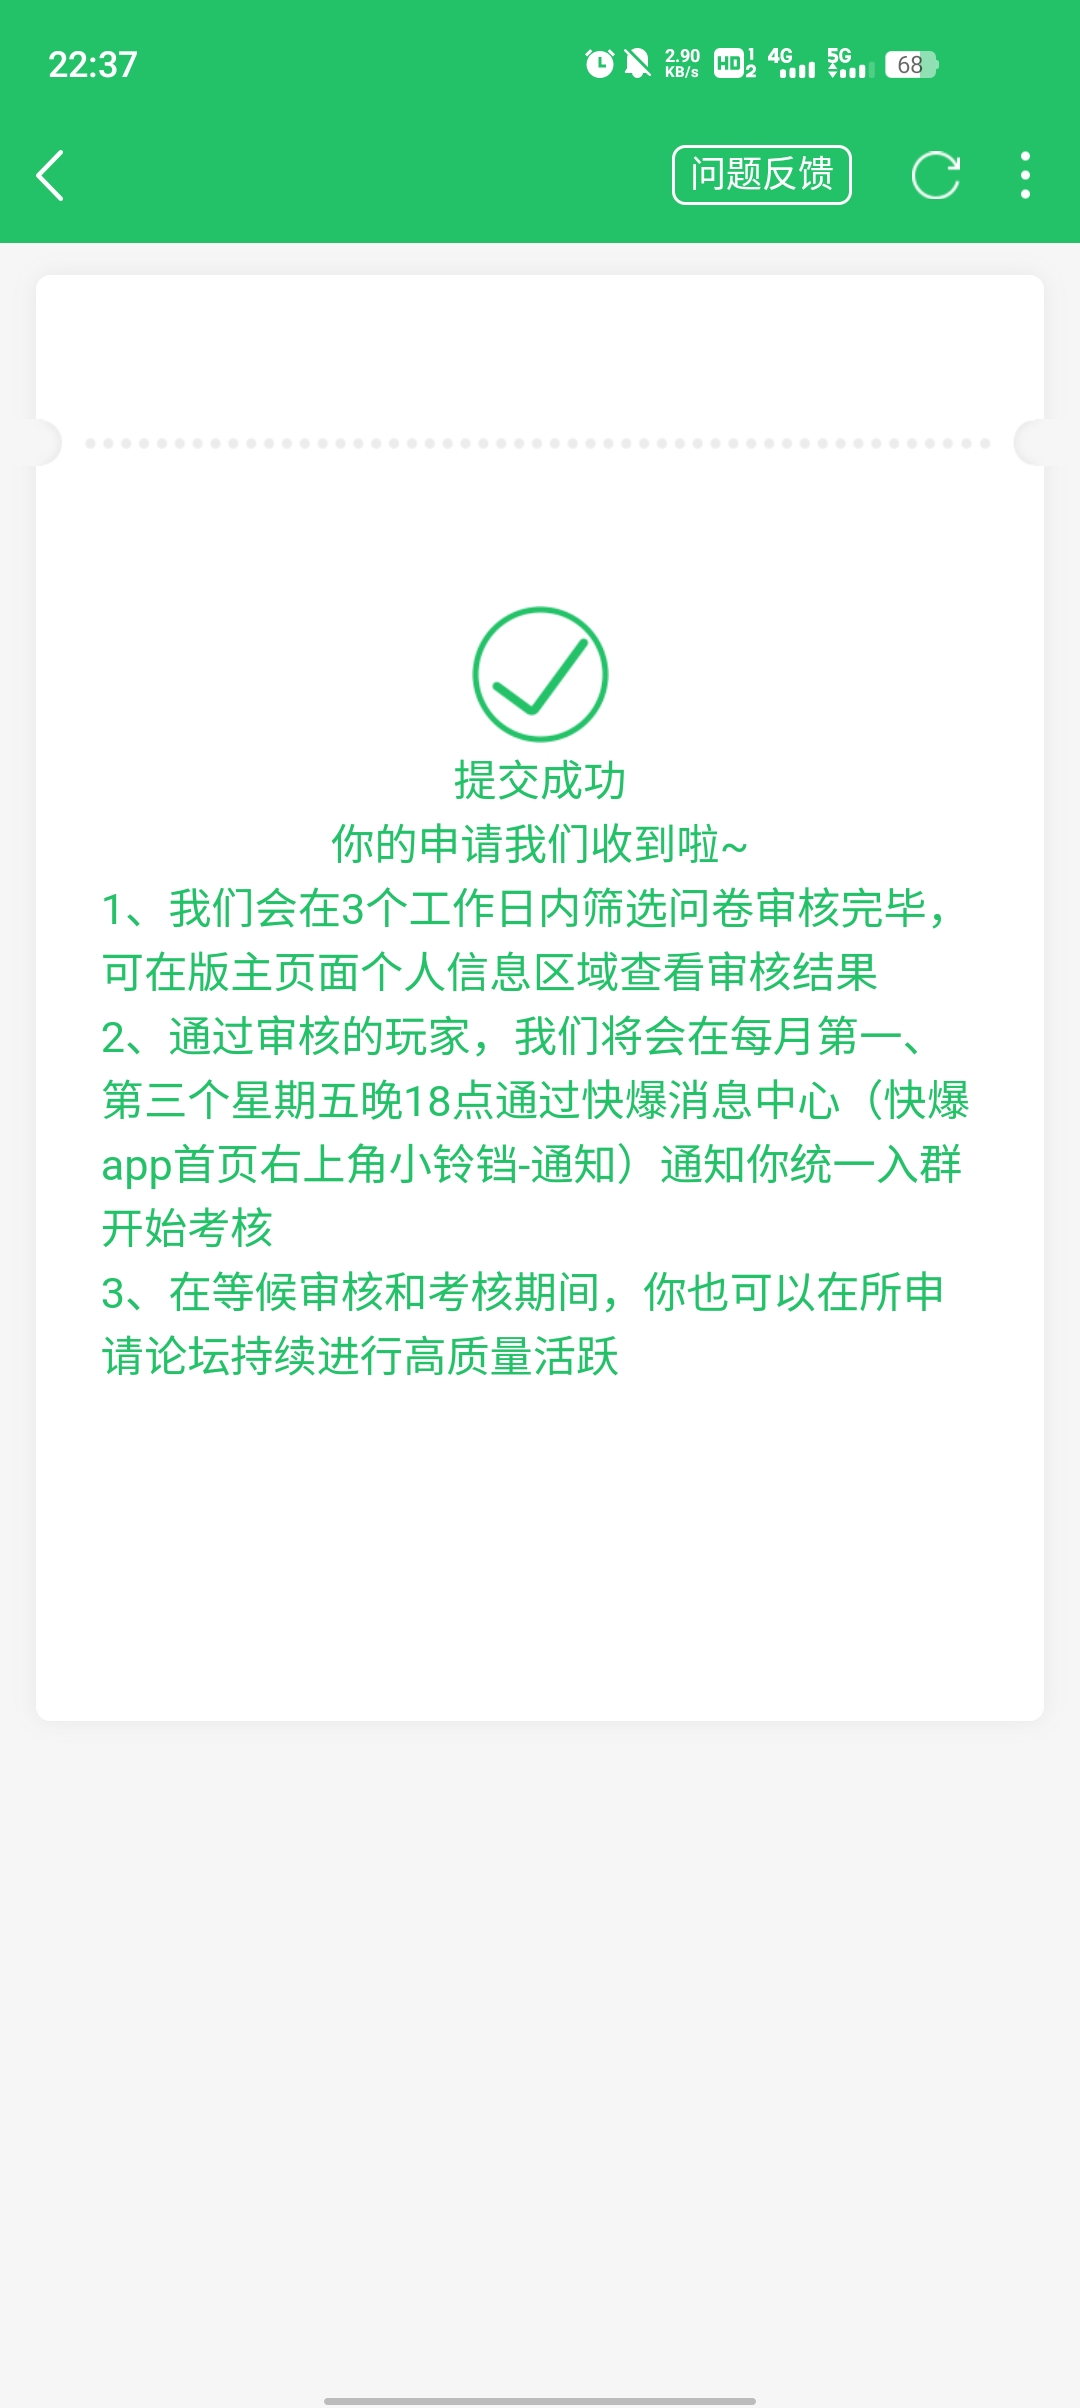 22:37
2.90 KB/s HD 1 2 4G 5G 68
问题反馈
提交成功
你的申请我们收到啦~
1、我们会在3个工作日内筛选问卷审核完毕，
可在版主页面个人信息区域查看审核结果
2、通过审核的玩家，我们将会在每月第一、
第三个星期五晚18点通过快爆消息中心（快爆
app首页右上角小铃铛-通知）通知你统一入群
开始考核
3、在等候审核和考核期间，你也可以在所申
请论坛持续进行高质量活跃